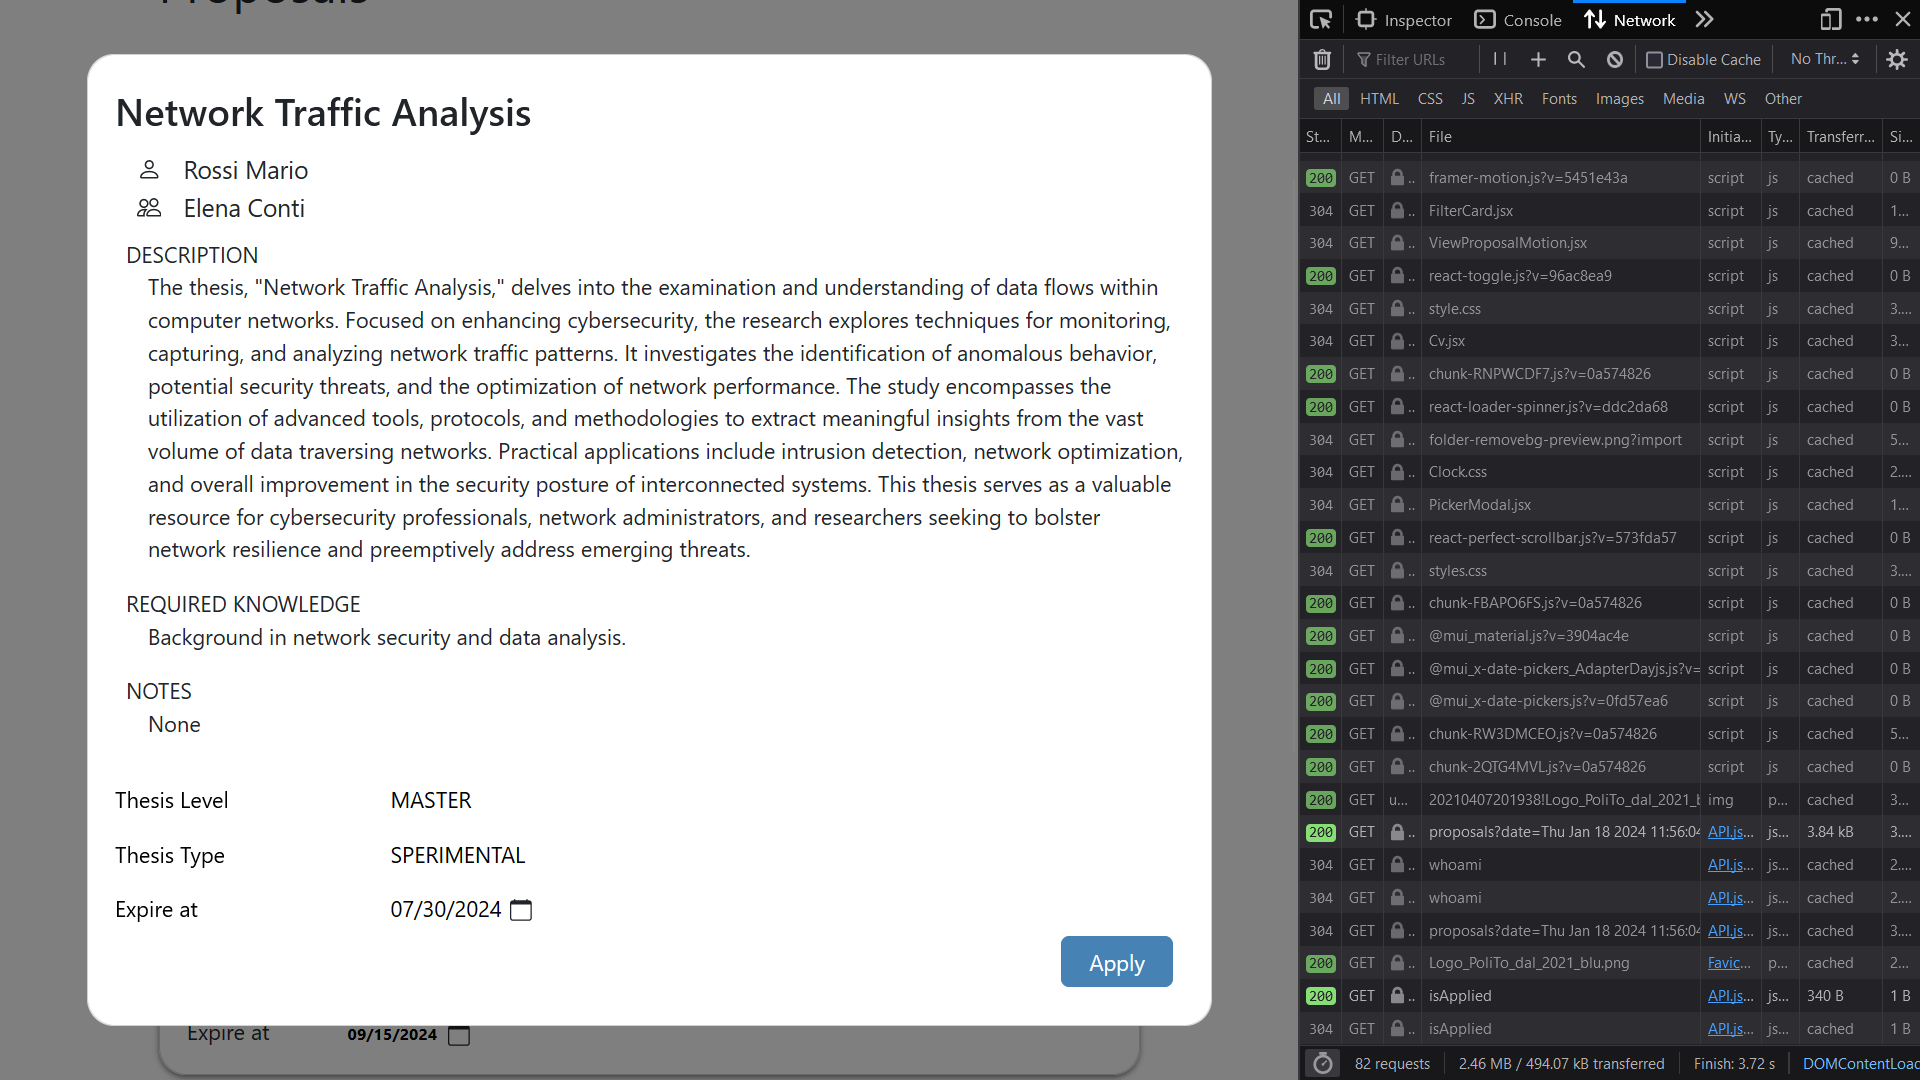 Proposals
Network Traffic Analysis
Rossi Mario
Elena Conti
DESCRIPTION
The thesis, "Network Traffic Analysis," delves into the examination and understanding of data flows within
computer networks. Focused on enhancing cybersecurity, the research explores techniques for monitoring,
capturing, and analyzing network traffic patterns. It investigates the identification of anomalous behavior,
potential security threats, and the optimization of network performance. The study encompasses the
utilization of advanced tools, protocols, and methodologies to extract meaningful insights from the vast
volume of data traversing networks. Practical applications include intrusion detection, network optimization,
and overall improvement in the security posture of interconnected systems. This thesis serves as a valuable
resource for cybersecurity professionals, network administrators, and researchers seeking to bolster
network resilience and preemptively address emerging threats.
REQUIRED KNOWLEDGE
Background in network security and data analysis.
NOTES
None
Thesis Level MASTER
Thesis Type SPERIMENTAL
Expire at 07/30/2024
Apply
Expire at 09/15/2024
Inspector Console Network
Filter URLs Disable Cache No Thr...
All HTML CSS JS XHR Fonts Images Media WS Other
St... M... D... File Initia... Ty... Transferr... Si...
200 GET .. framer-motion.js?v=5451e43a script js cached 0 B
304 GET .. FilterCard.jsx script js cached 1...
304 GET .. ViewProposalMotion.jsx script js cached 9...
200 GET .. react-toggle.js?v=96ac8ea9 script js cached 0 B
304 GET .. style.css script js cached 3....
304 GET .. Cv.jsx script js cached 3...
200 GET .. chunk-RNPWCDF7.js?v=0a574826 script js cached 0 B
200 GET .. react-loader-spinner.js?v=ddc2da68 script js cached 0 B
304 GET .. folder-removebg-preview.png?import script js cached 5...
304 GET .. Clock.css script js cached 2....
304 GET .. PickerModal.jsx script js cached 1...
200 GET .. react-perfect-scrollbar.js?v=573fda57 script js cached 0 B
304 GET .. styles.css script js cached 3....
200 GET .. chunk-FBAPO6FS.js?v=0a574826 script js cached 0 B
200 GET .. @mui_material.js?v=3904ac4e script js cached 0 B
200 GET .. @mui_x-date-pickers_AdapterDayjs.js?v= script js cached 0 B
200 GET .. @mui_x-date-pickers.js?v=0fd57ea6 script js cached 0 B
200 GET .. chunk-RW3DMCEO.js?v=0a574826 script js cached 5...
200 GET .. chunk-2QTG4MVL.js?v=0a574826 script js cached 0 B
200 GET u... 20210407201938!Logo_PoliTo_dal_2021_b img p... cached 3...
200 GET .. proposals?date=Thu Jan 18 2024 11:56:04 API.js... js... 3.84 kB 3....
304 GET .. whoami API.js... js... cached 2....
304 GET .. whoami API.js... js... cached 2....
304 GET .. proposals?date=Thu Jan 18 2024 11:56:04 API.js... js... cached 3....
200 GET .. Logo_PoliTo_dal_2021_blu.png Favic... p... cached 2...
200 GET .. isApplied API.js... js... 340 B 1 B
304 GET .. isApplied API.js... js... cached 1 B
82 requests 2.46 MB / 494.07 kB transferred Finish: 3.72 s DOMContentLoad